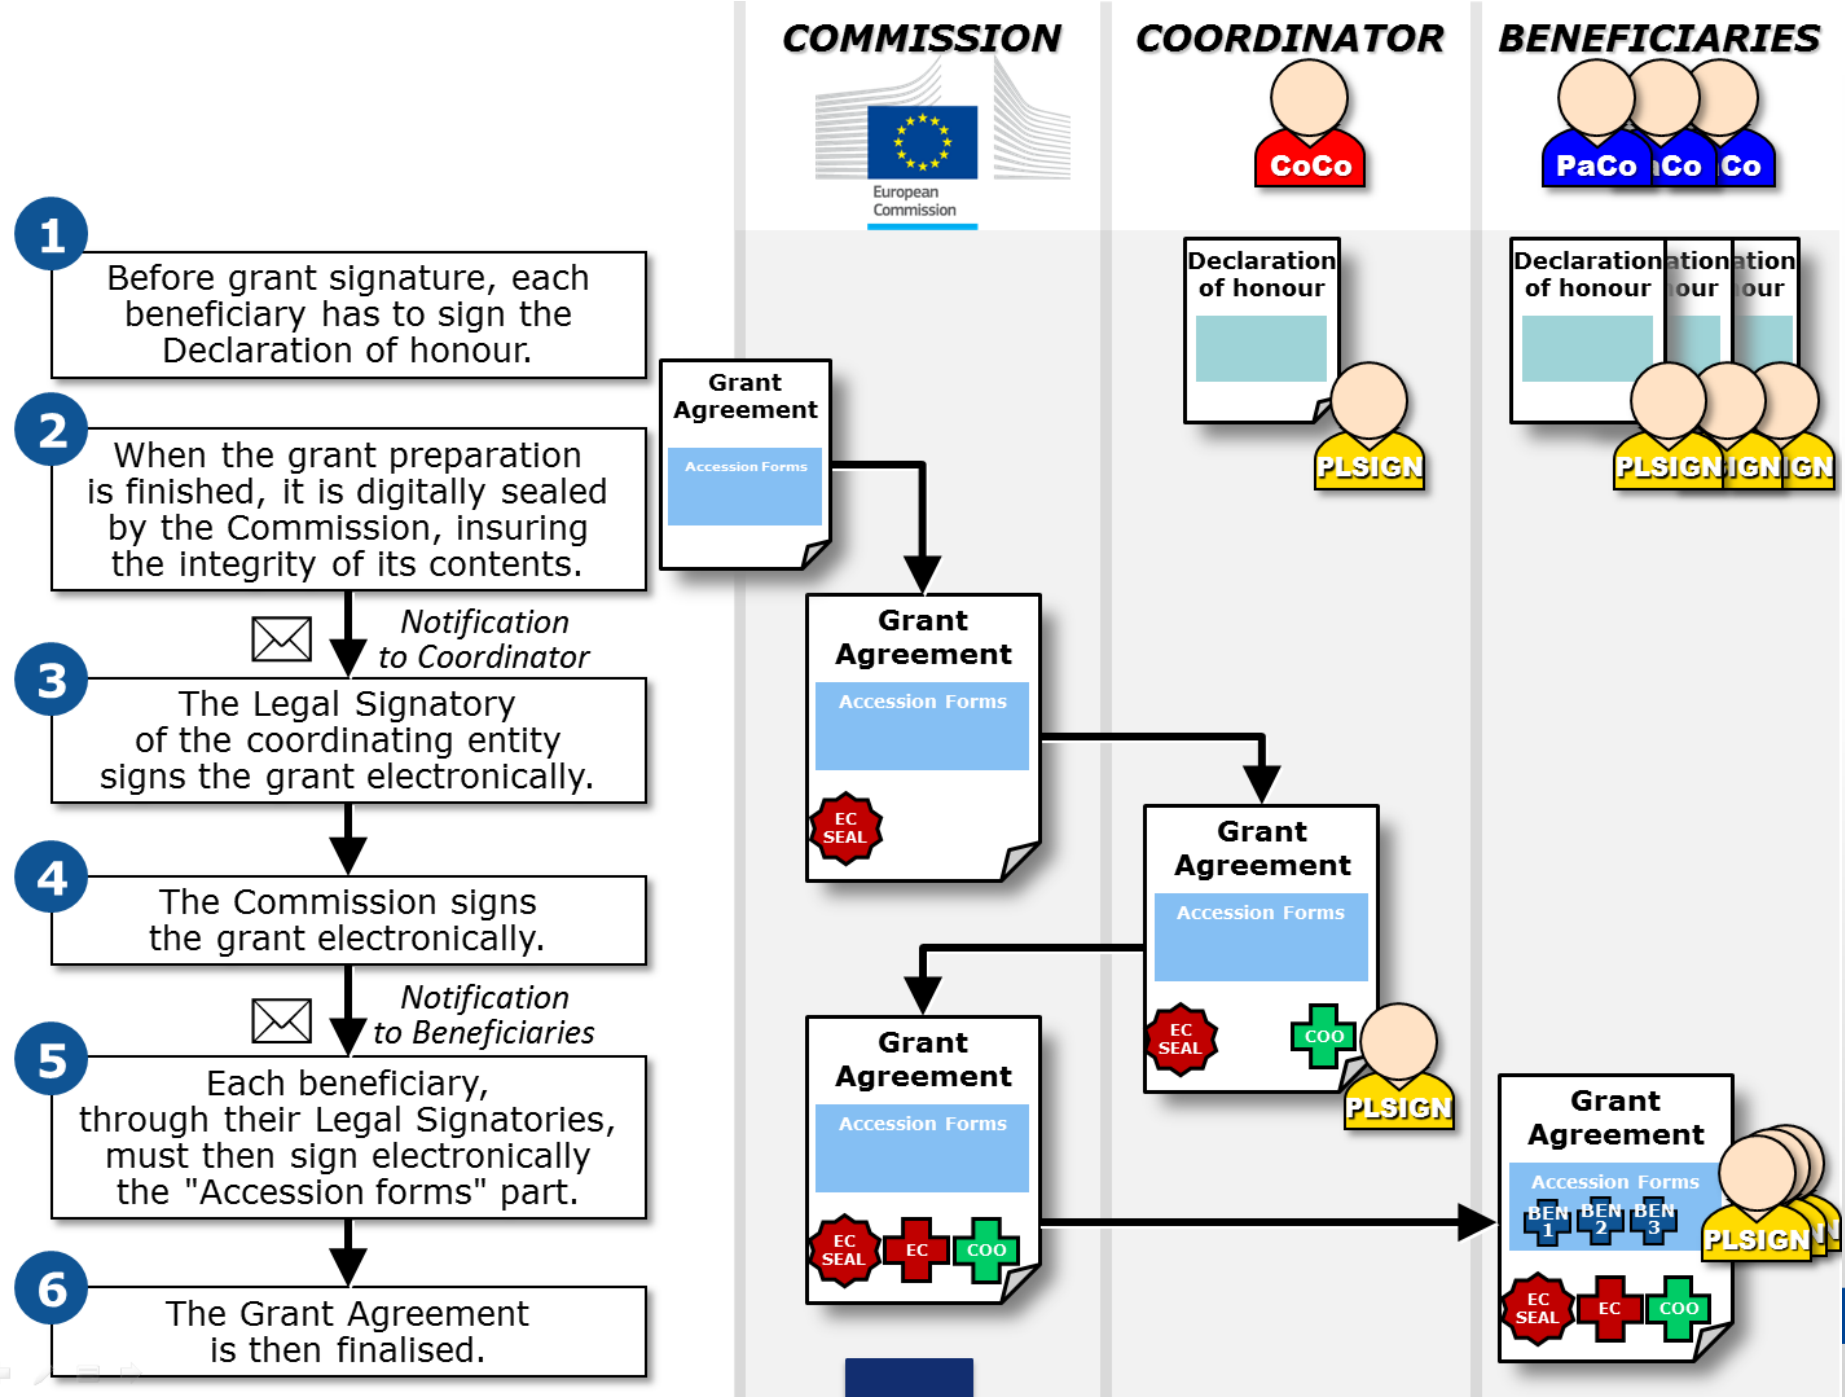 COMMISSION
COORDINATOR
BENEFICIARIES
European
Commission
CoCo
PaCo
aCo
Co
1
Before grant signature, each
beneficiary has to sign the
Declaration of honour.
Declaration
of honour
PLSIGN
Declaration
of honour
ation
our
ation
our
PLSIGN
IGN
IGN
2
When the grant preparation
is finished, it is digitally sealed
by the Commission, insuring
the integrity of its contents.
Grant
Agreement
Accession Forms
Notification
to Coordinator
Grant
Agreement
Accession Forms
EC
SEAL
3
The Legal Signatory
of the coordinating entity
signs the grant electronically.
Grant
Agreement
Accession Forms
EC
SEAL
COO
PLSIGN
4
The Commission signs
the grant electronically.
Notification
to Beneficiaries
Grant
Agreement
Accession Forms
EC
SEAL
EC
COO
5
Each beneficiary,
through their Legal Signatories,
must then sign electronically
the "Accession forms" part.
Grant
Agreement
Accession Forms
BEN
1
BEN
2
BEN
3
PLSIGN
N
N
EC
SEAL
EC
COO
6
The Grant Agreement
is then finalised.